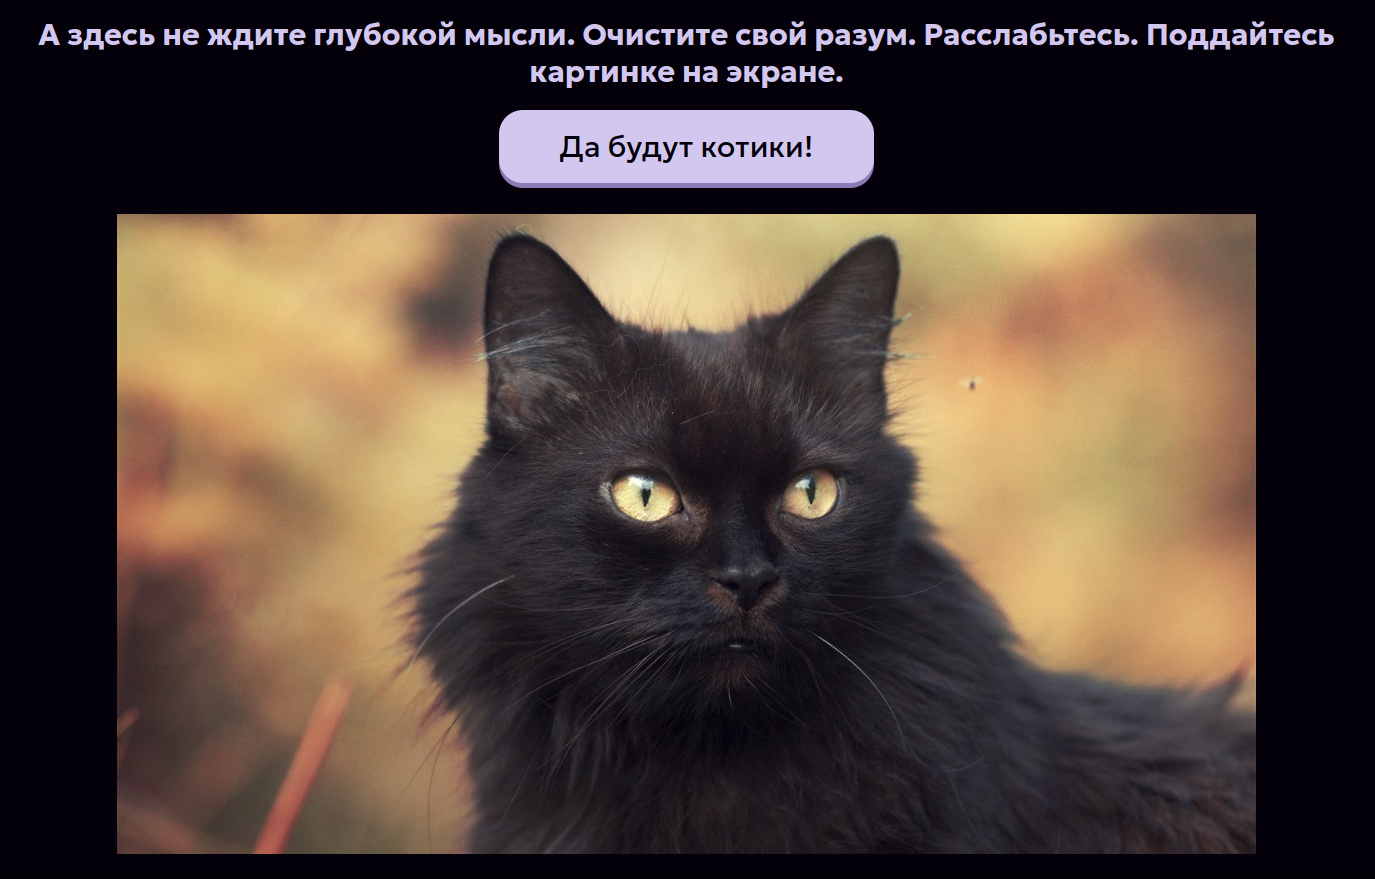 А здесь не ждите глубокой мысли. Очистите свой разум. Расслабьтесь. Поддайтесь
картинке на экране.
Да будут котики!